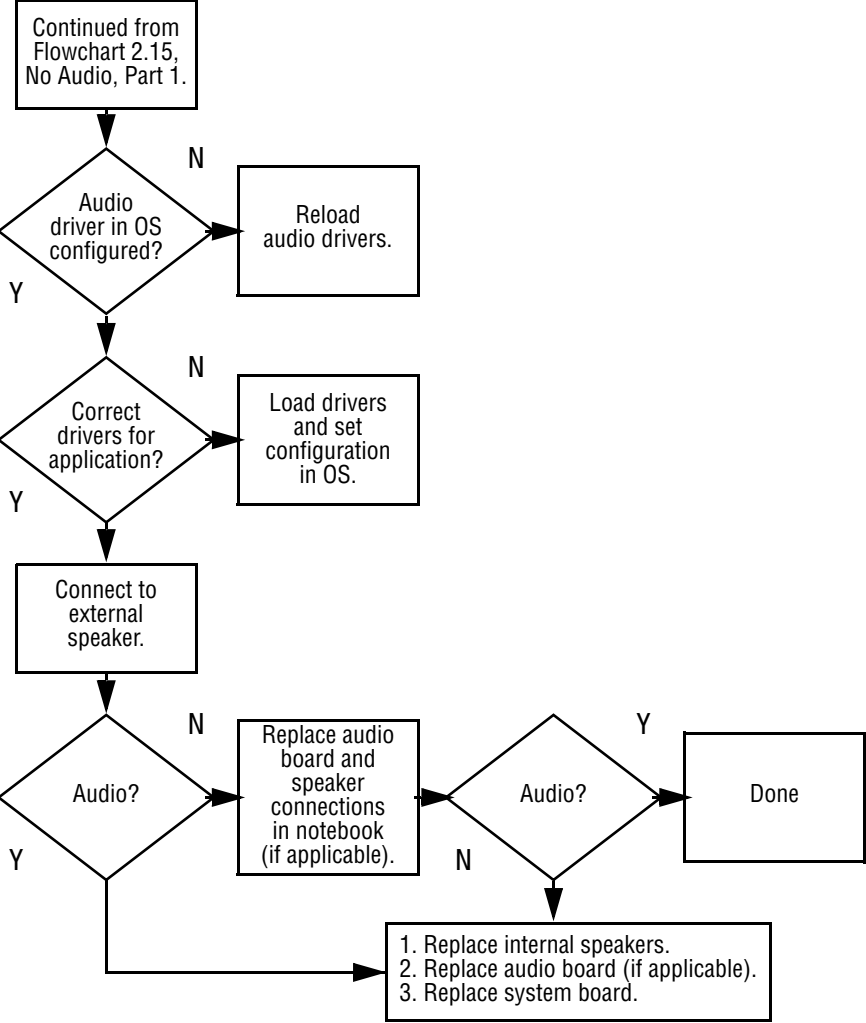 Continued from
Flowchart 2.15,
No Audio, Part 1.
N
Audio
driver in OS
configured?
Reload
audio drivers.
Y
N
Correct
drivers for
application?
Load drivers
and set
configuration
in OS.
Y
Connect to
external
speaker.
N
Audio?
Replace audio
board and
speaker
connections
in notebook
(if applicable).
Y
Audio?
Y
Done
N
1. Replace internal speakers.
2. Replace audio board (if applicable).
3. Replace system board.